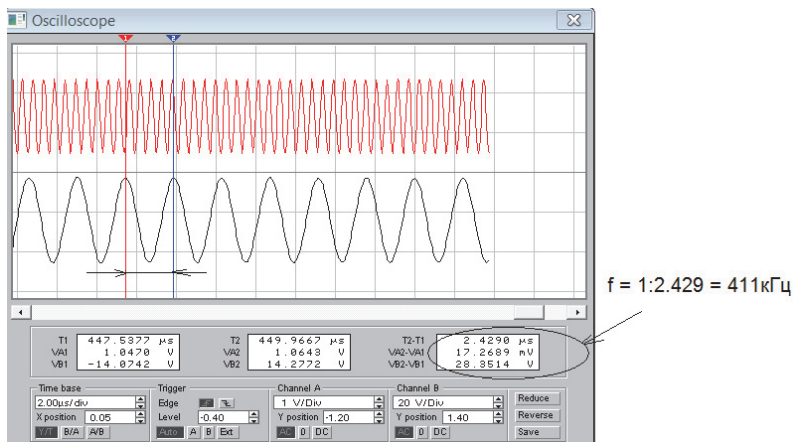 Oscilloscope
1 2
f = 1:2.429 = 411кГц
T1 447.5377 µs T2 449.9667 µs T2-T1 2.4290 µs
VA1 1.0470 V VA2 1.0643 V VA2-VA1 17.2689 mV
VB1 -14.0742 V VB2 14.2772 V VB2-VB1 28.3514 V
Time base Trigger Channel A Channel B
2.00µs/div Edge 1 V/Div 20 V/Div Reduce
X position 0.05 Level -0.40 Y position -1.20 Y position 1.40 Reverse
Y/T B/A A/B Auto A B Ext AC 0 DC AC 0 DC Save